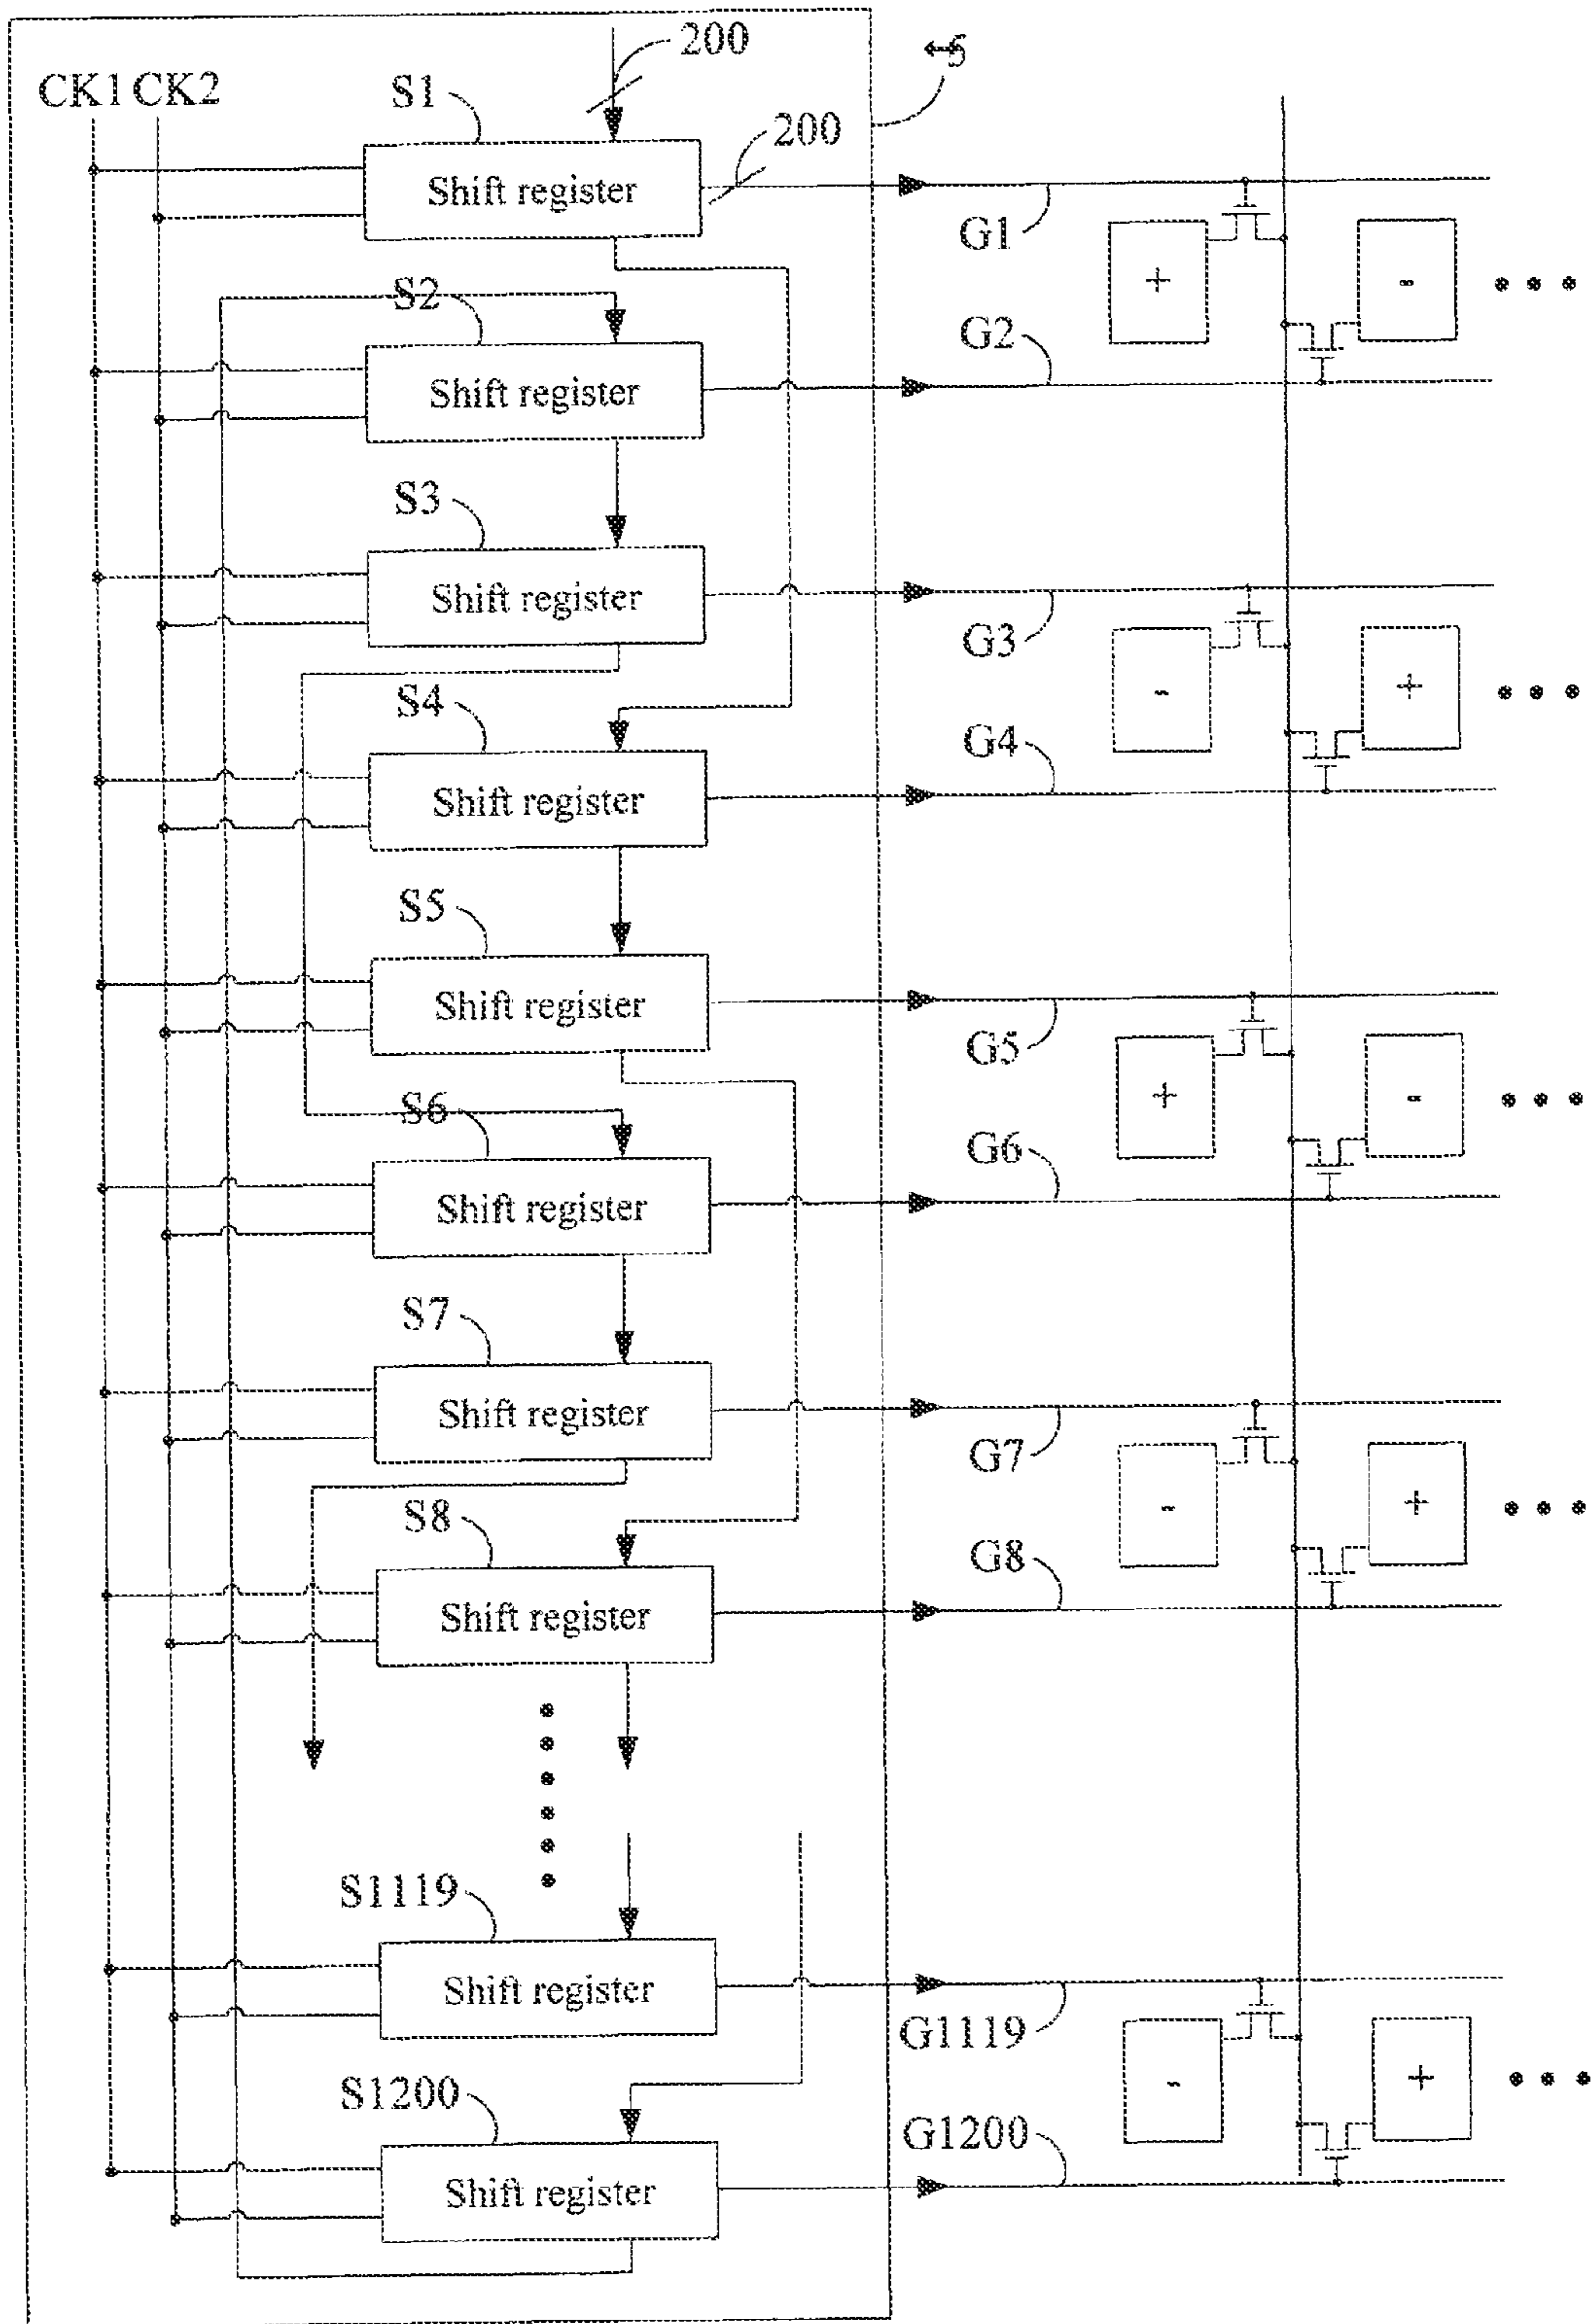 200
5
CK1 CK2
S1
200
Shift register
G1
+
-
S2
G2
Shift register
S3
Shift register
G3
-
+
S4
G4
Shift register
S5
Shift register
G5
+
-
S6
G6
Shift register
S7
Shift register
G7
-
+
S8
G8
Shift register
S1119
Shift register
G1119
-
+
S1200
G1200
Shift register